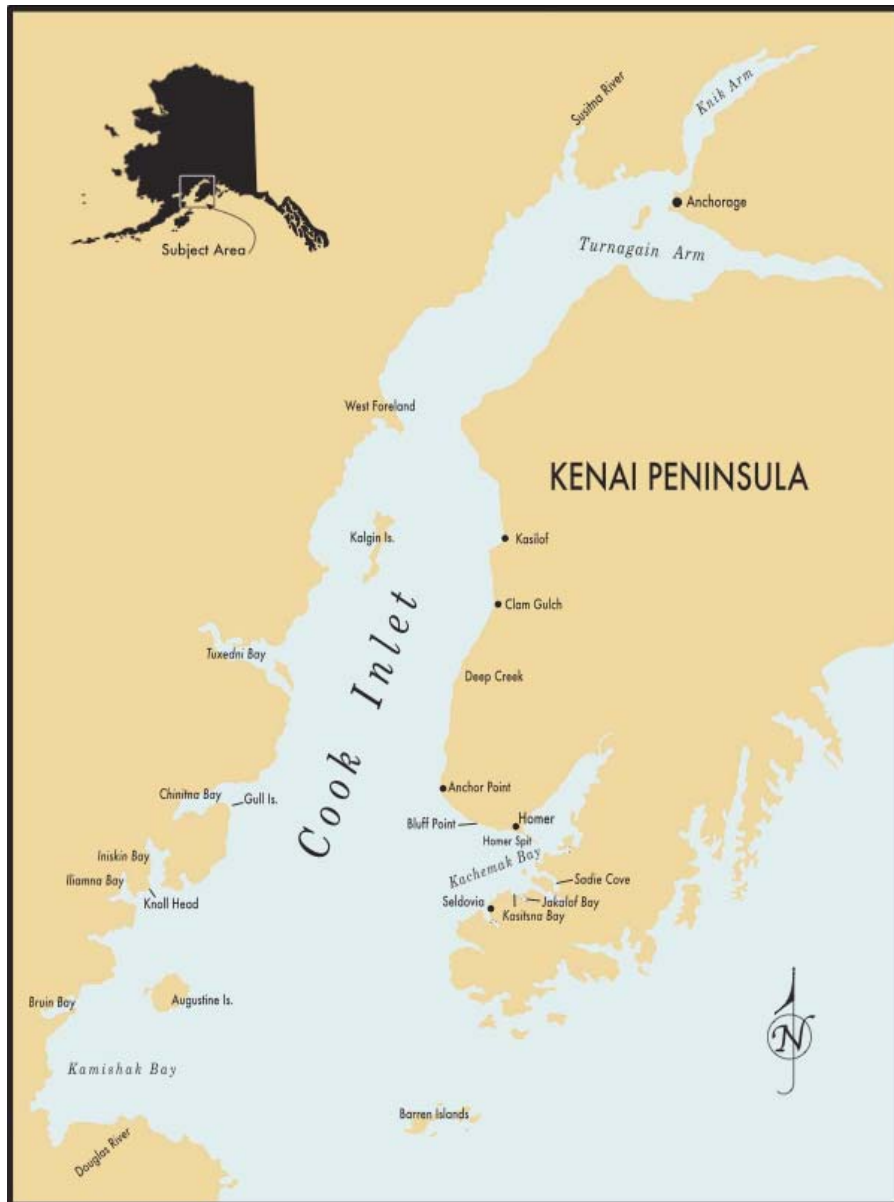 Knik Arm
Susitna River
Anchorage
Subject Area
Turnagain Arm
West Foreland
KENAI PENINSULA
Kalgin Is.
Kasilof
Clam Gulch
Cook Inlet
Tuxedni Bay
Deep Creek
Anchor Point
Chinitna Bay
Gull Is.
Bluff Point
Homer
Homer Spit
Iniskin Bay
Kachemak Bay
Iliamna Bay
Sadie Cove
Knoll Head
Seldovia
Jakalof Bay
Kasitsna Bay
Bruin Bay
Augustine Is.
N
Kamishak Bay
Barren Islands
Douglas River